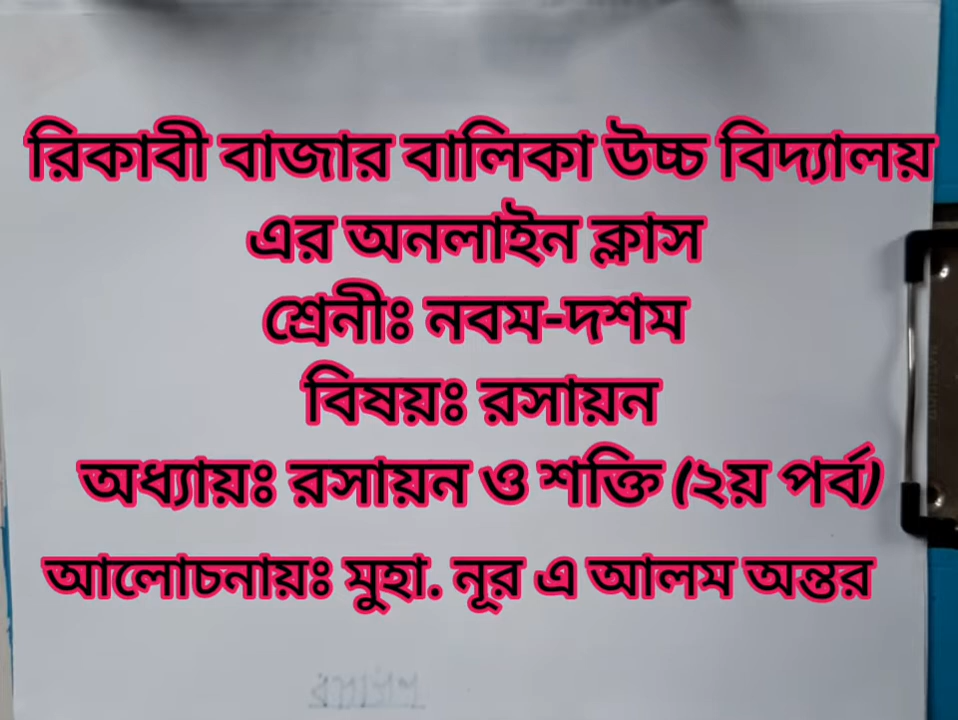 রিকাবী বাজার বালিকা উচ্চ বিদ্যালয়
এর অনলাইন ক্লাস
শ্রেনীঃ নবম-দশম
বিষয়ঃ রসায়ন
অধ্যায়ঃ রসায়ন ও শক্তি (২য় পর্ব)
আলোচনায়ঃ মুহা. নূর এ আলম অন্তর